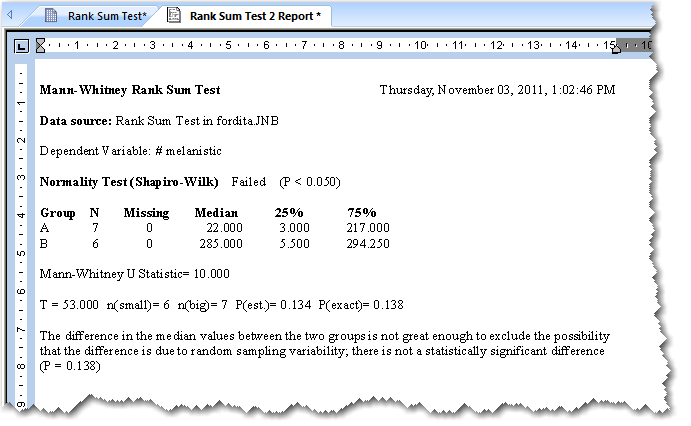 Rank Sum Test* Rank Sum Test 2 Report *
L 1 2 3 4 5 6 7 8 9 10 11 12 13 14 15
Mann-Whitney Rank Sum Test Thursday, November 03, 2011, 1:02:46 PM
Data source: Rank Sum Test in fordita.JNB
Dependent Variable: # melanistic
Normality Test (Shapiro-Wilk) Failed (P < 0.050)
Group N Missing Median 25% 75%
A 7 0 22.000 3.000 217.000
B 6 0 285.000 5.500 294.250
Mann-Whitney U Statistic= 10.000
T = 53.000 n(small)= 6 n(big)= 7 P(est.)= 0.134 P(exact)= 0.138
The difference in the median values between the two groups is not great enough to exclude the possibility
that the difference is due to random sampling variability; there is not a statistically significant difference
(P = 0.138)
1
2
3
4
5
6
7
8
9